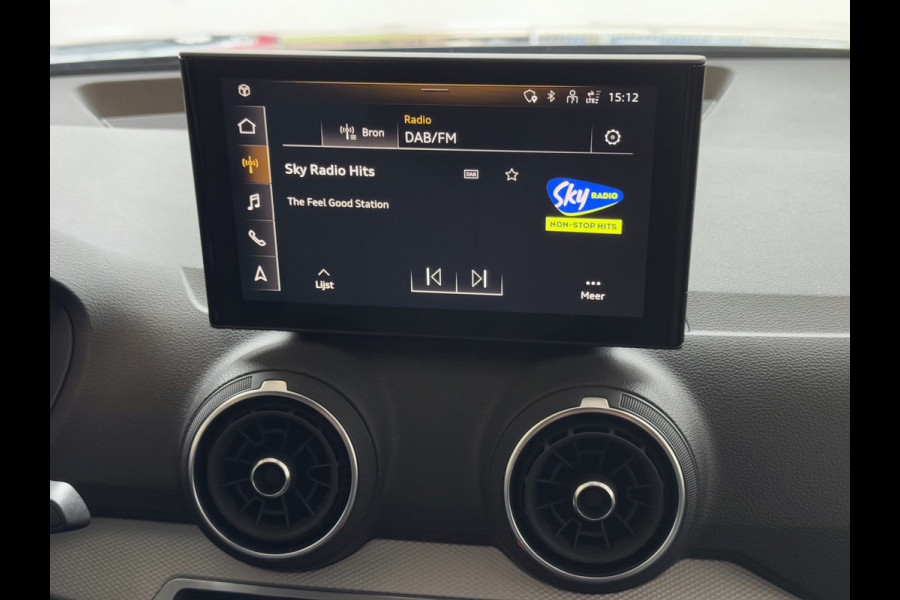 15:12
Bron
Radio
DAB/FM
Sky Radio Hits
DAB
The Feel Good Station
Sky RADIO
NON-STOP HITS
Lijst
Meer